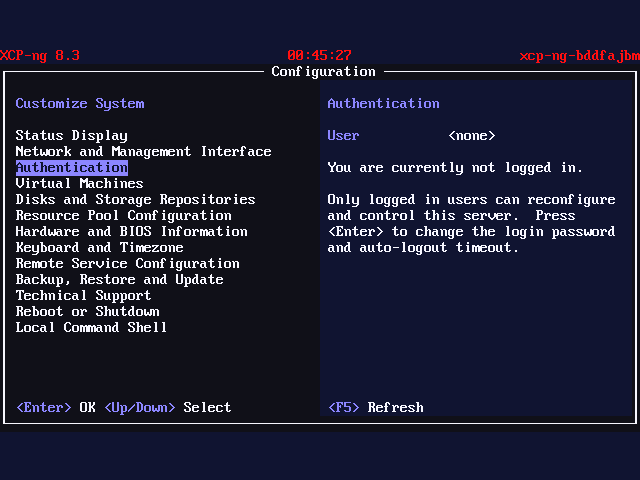 XCP-ng 8.3 00:45:27 xcp-ng-bddfajbm
Configuration
Customize System
Status Display
Network and Management Interface
Authentication
Virtual Machines
Disks and Storage Repositories
Resource Pool Configuration
Hardware and BIOS Information
Keyboard and Timezone
Remote Service Configuration
Backup, Restore and Update
Technical Support
Reboot or Shutdown
Local Command Shell
<Enter> OK <Up/Down> Select
Authentication
User <none>
You are currently not logged in.
Only logged in users can reconfigure
and control this server. Press
<Enter> to change the login password
and auto-logout timeout.
<F5> Refresh